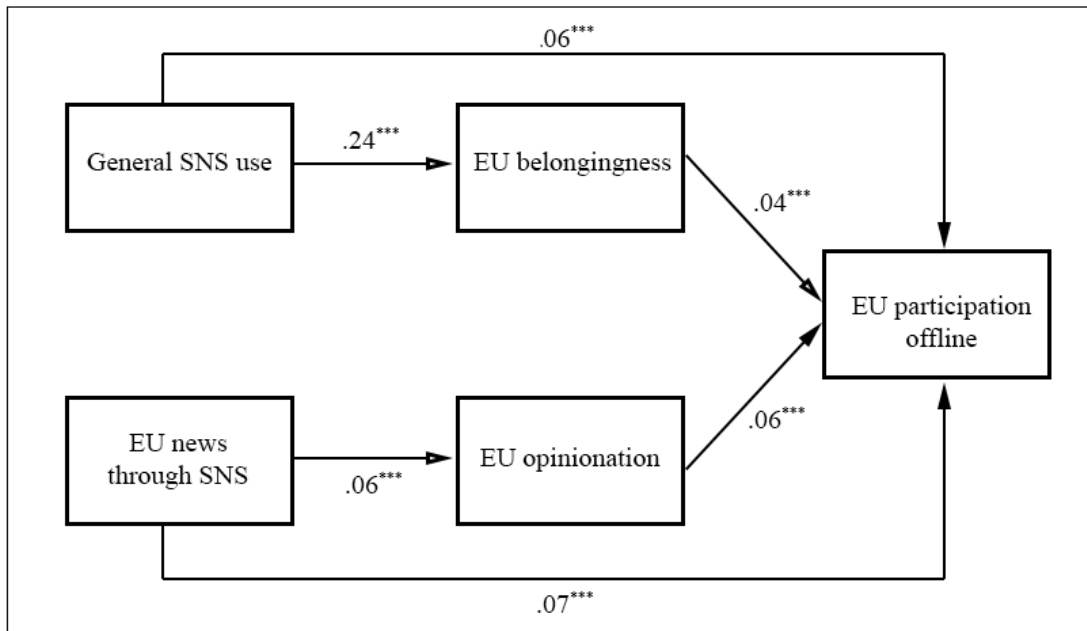 .06***
General SNS use
.24***
EU belongingness
.04***
EU participation
offline
EU news
through SNS
.06***
EU opinionation
.06***
.07***